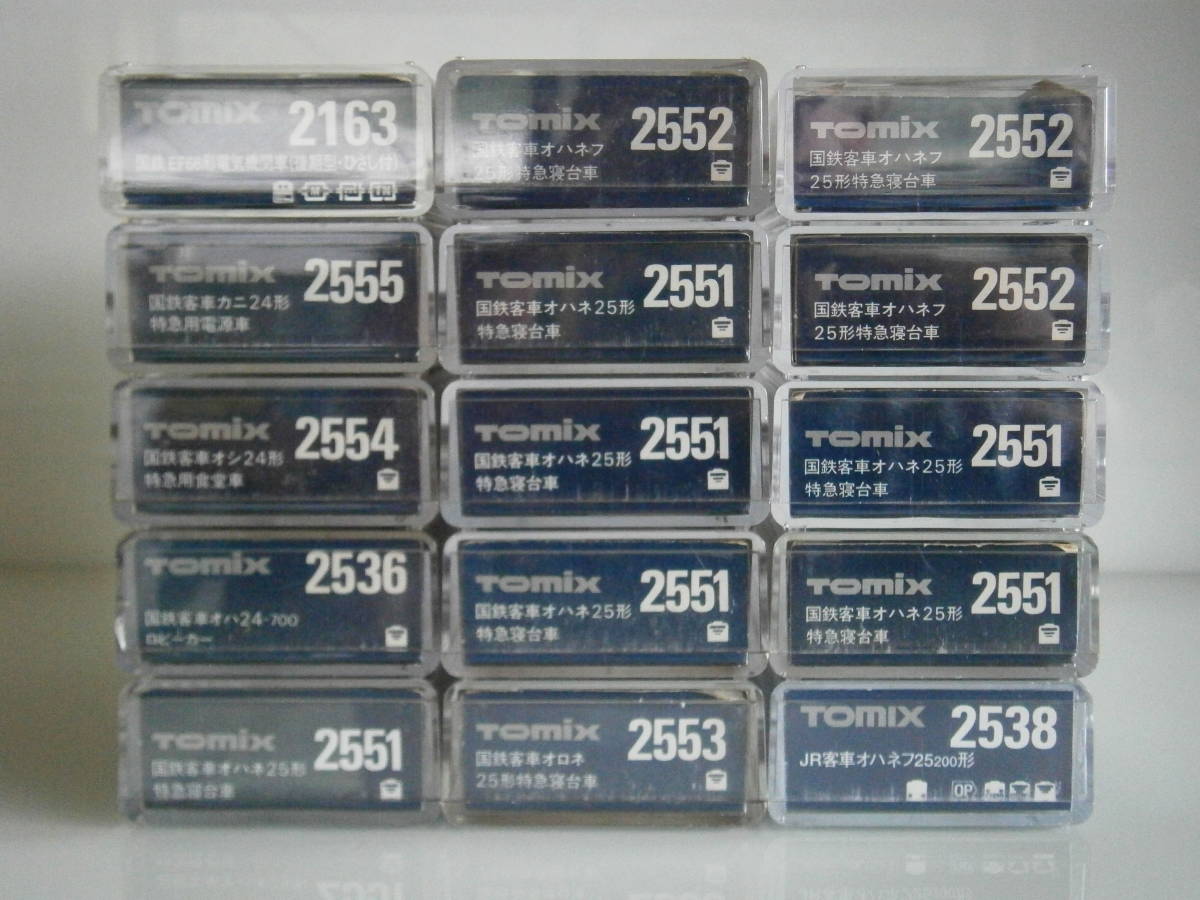 TOMIX 2163
国鉄 EF66形電気機関車(後期型・ひさし付)
TOMIX 2552
国鉄客車オハネフ
25形特急寝台車
TOMIX 2552
国鉄客車オハネフ
25形特急寝台車
TOMIX 2555
国鉄客車カニ24形
特急用電源車
TOMIX 2551
国鉄客車オハネ25形
特急寝台車
TOMIX 2552
国鉄客車オハネフ
25形特急寝台車
TOMIX 2554
国鉄客車オシ24形
特急用食堂車
TOMIX 2551
国鉄客車オハネ25形
特急寝台車
TOMIX 2551
国鉄客車オハネ25形
特急寝台車
TOMIX 2536
国鉄客車オハ24-700
ロビーカー
TOMIX 2551
国鉄客車オハネ25形
特急寝台車
TOMIX 2551
国鉄客車オハネ25形
特急寝台車
TOMIX 2551
国鉄客車オハネ25形
特急寝台車
TOMIX 2553
国鉄客車オロネ
25形特急寝台車
TOMIX 2538
JR客車オハネフ25200形
OP